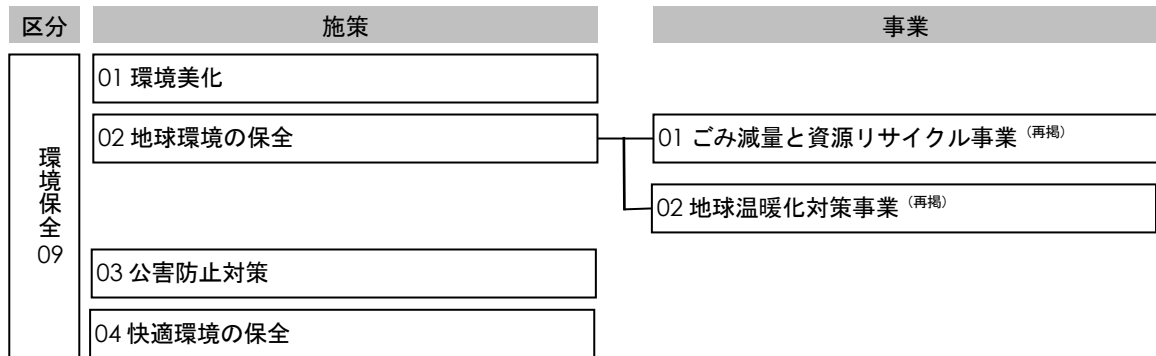 区分
施策
事業
環境保全
09
01 環境美化
02 地球環境の保全
01 ごみ減量と資源リサイクル事業（再掲）
02 地球温暖化対策事業（再掲）
03 公害防止対策
04 快適環境の保全